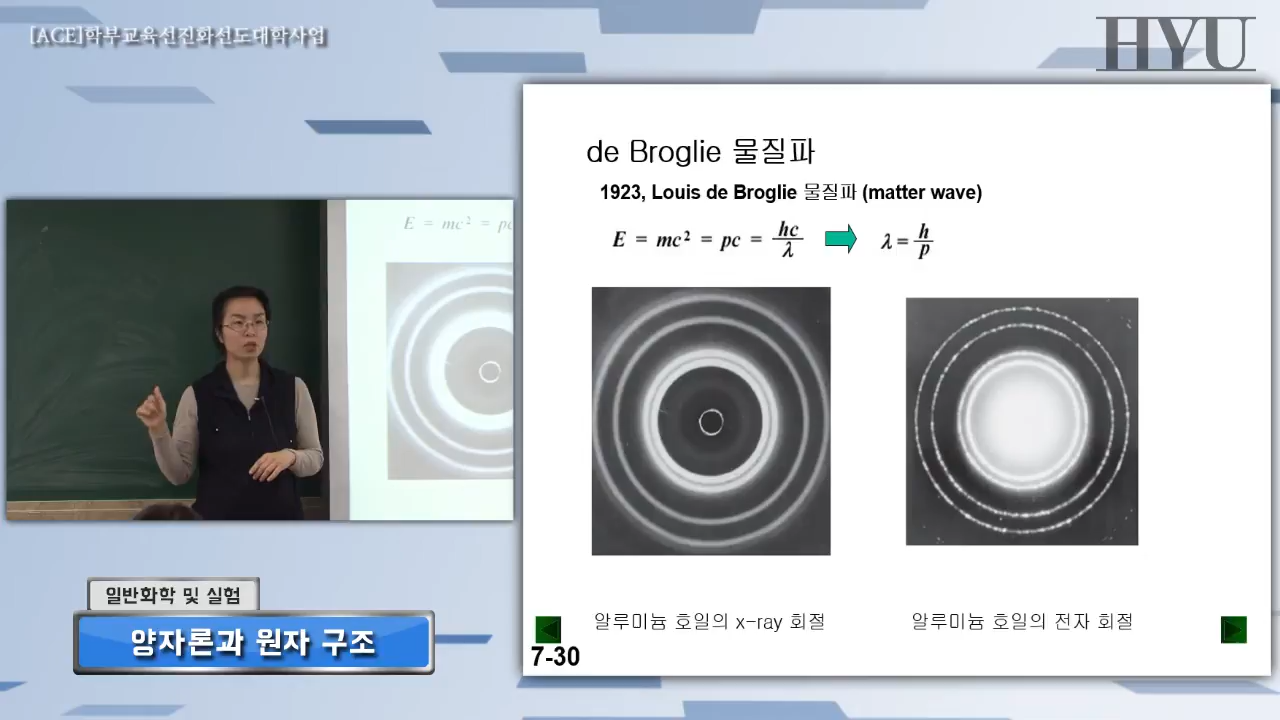 [ACE]학부교육선진화선도대학사업
HYU
de Broglie 물질파
1923, Louis de Broglie 물질파 (matter wave)
E = mc² = pc = hc/λ λ = h/p
E = mc² = pc
알루미늄 호일의 x-ray 회절
알루미늄 호일의 전자 회절
7-30
일반화학 및 실험
양자론과 원자 구조